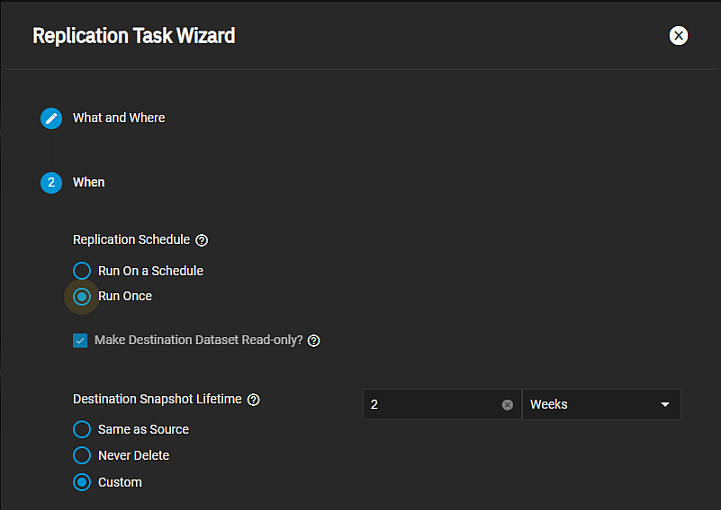 Replication Task Wizard
What and Where
2 When
Replication Schedule
Run On a Schedule
Run Once
Make Destination Dataset Read-only?
Destination Snapshot Lifetime
2 Weeks
Same as Source
Never Delete
Custom